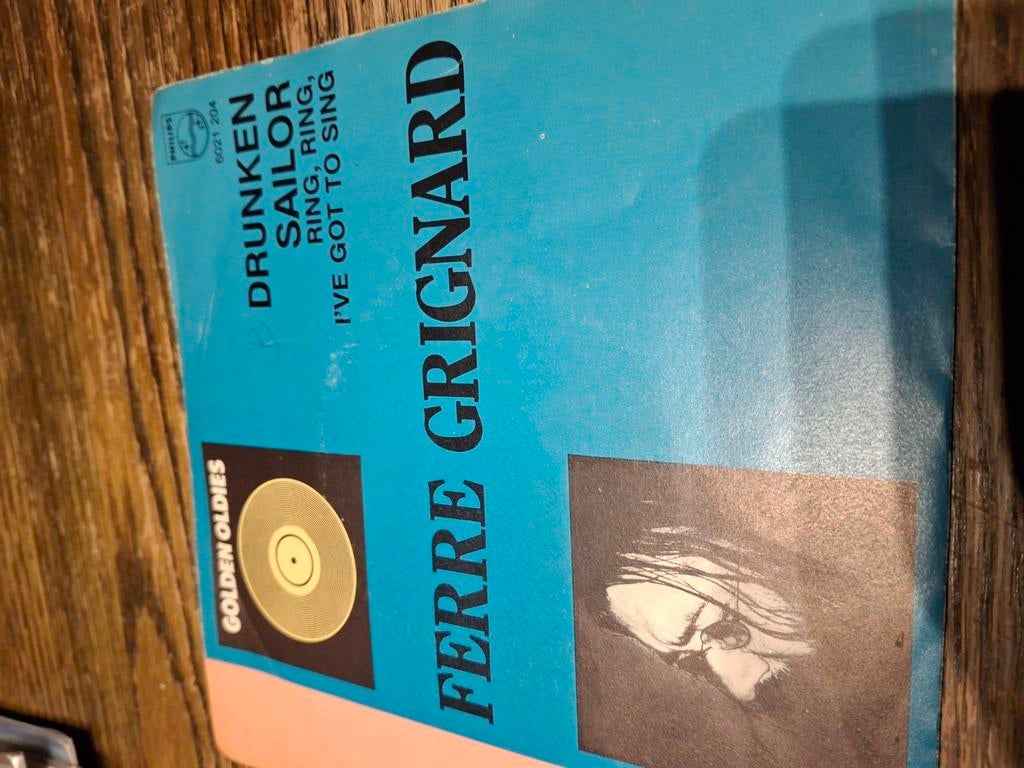 GOLDEN OLDIES
PHILIPS
6021 204
DRUNKEN
SAILOR
RING, RING,
I'VE GOT TO SING
FERRE GRIGNARD